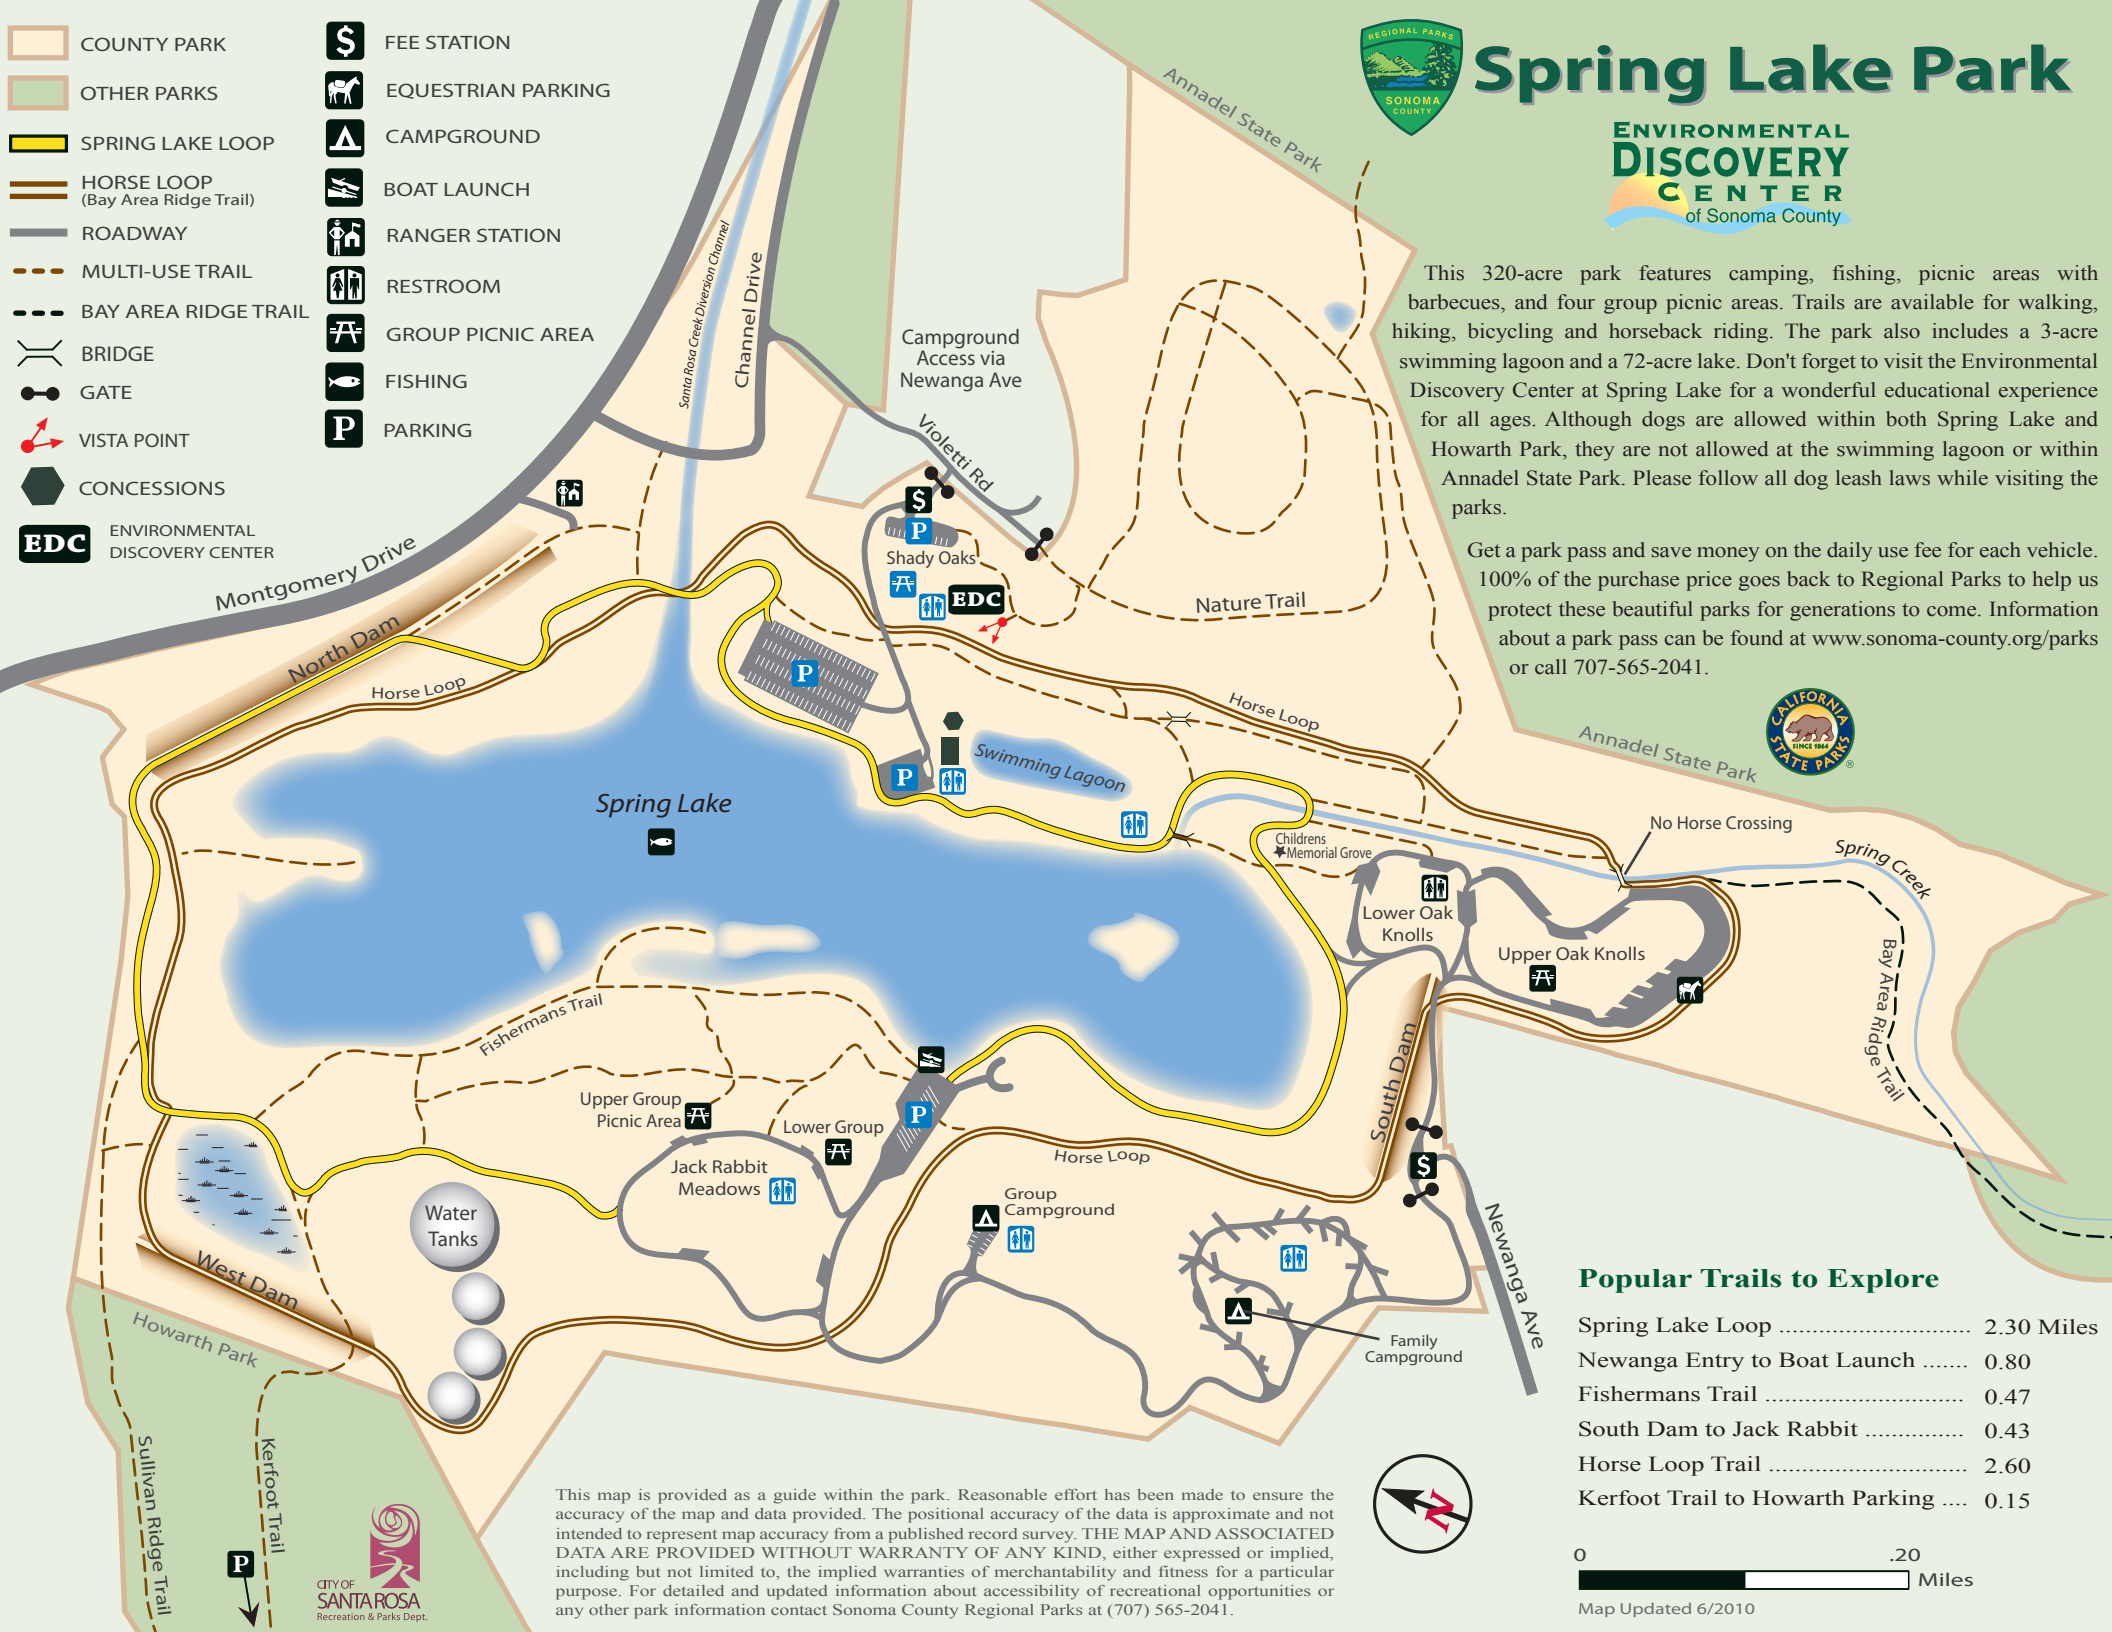 COUNTY PARK
OTHER PARKS
SPRING LAKE LOOP
HORSE LOOP
(Bay Area Ridge Trail)
ROADWAY
MULTI-USE TRAIL
BAY AREA RIDGE TRAIL
BRIDGE
GATE
VISTA POINT
CONCESSIONS
EDC
ENVIRONMENTAL
DISCOVERY CENTER
$
FEE STATION
EQUESTRIAN PARKING
CAMPGROUND
BOAT LAUNCH
RANGER STATION
RESTROOM
GROUP PICNIC AREA
FISHING
P
PARKING
REGIONAL PARKS
SONOMA
COUNTY
Spring Lake Park
ENVIRONMENTAL
DISCOVERY
CENTER
of Sonoma County
This 320-acre park features camping, fishing, picnic areas with
barbecues, and four group picnic areas. Trails are available for walking,
hiking, bicycling and horseback riding. The park also includes a 3-acre
swimming lagoon and a 72-acre lake. Don't forget to visit the Environmental
Discovery Center at Spring Lake for a wonderful educational experience
for all ages. Although dogs are allowed within both Spring Lake and
Howarth Park, they are not allowed at the swimming lagoon or within
Annadel State Park. Please follow all dog leash laws while visiting the
parks.
Get a park pass and save money on the daily use fee for each vehicle.
100% of the purchase price goes back to Regional Parks to help us
protect these beautiful parks for generations to come. Information
about a park pass can be found at www.sonoma-county.org/parks
or call 707-565-2041.
CALIFORNIA
SINCE 1864
STATE PARKS
®
Annadel State Park
Annadel State Park
Santa Rosa Creek Diversion Channel
Channel Drive
Campground
Access via
Newanga Ave
Violetti Rd
Montgomery Drive
$
P
Shady Oaks
EDC
Nature Trail
North Dam
Horse Loop
P
Horse Loop
P
Swimming Lagoon
Spring Lake
Childrens
Memorial Grove
No Horse Crossing
Spring Creek
Lower Oak
Knolls
Upper Oak Knolls
Bay Area Ridge Trail
Fishermans Trail
South Dam
Upper Group
Picnic Area
Lower Group
P
Jack Rabbit
Meadows
Horse Loop
$
Group
Campground
Newanga Ave
Water
Tanks
West Dam
Howarth Park
Family
Campground
Sullivan Ridge Trail
Kerfoot Trail
P
CITY OF
SANTA ROSA
Recreation & Parks Dept.
This map is provided as a guide within the park. Reasonable effort has been made to ensure the
accuracy of the map and data provided. The positional accuracy of the data is approximate and not
intended to represent map accuracy from a published record survey. THE MAP AND ASSOCIATED
DATA ARE PROVIDED WITHOUT WARRANTY OF ANY KIND, either expressed or implied,
including but not limited to, the implied warranties of merchantability and fitness for a particular
purpose. For detailed and updated information about accessibility of recreational opportunities or
any other park information contact Sonoma County Regional Parks at (707) 565-2041.
N
Popular Trails to Explore
Spring Lake Loop ............................. 2.30 Miles
Newanga Entry to Boat Launch ....... 0.80
Fishermans Trail .............................. 0.47
South Dam to Jack Rabbit ............... 0.43
Horse Loop Trail .............................. 2.60
Kerfoot Trail to Howarth Parking .... 0.15
0 .20
Miles
Map Updated 6/2010